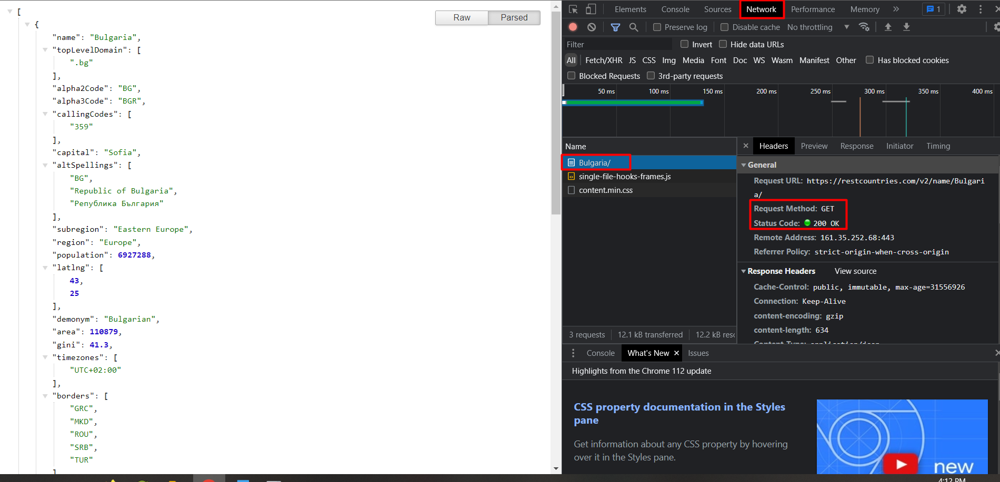 [
{
"name": "Bulgaria",
"topLevelDomain": [
".bg"
],
"alpha2Code": "BG",
"alpha3Code": "BGR",
"callingCodes": [
"359"
],
"capital": "Sofia",
"altSpellings": [
"BG",
"Republic of Bulgaria",
"Република България"
],
"subregion": "Eastern Europe",
"region": "Europe",
"population": 6927288,
"latlng": [
43,
25
],
"demonym": "Bulgarian",
"area": 110879,
"gini": 41.3,
"timezones": [
"UTC+02:00"
],
"borders": [
"GRC",
"MKD",
"ROU",
"SRB",
"TUR"
]
Raw Parsed
Elements Console Sources Network Performance Memory 1
Preserve log Disable cache No throttling
Filter Invert Hide data URLs
All Fetch/XHR JS CSS Img Media Font Doc WS Wasm Manifest Other Has blocked cookies
Blocked Requests 3rd-party requests
50 ms 100 ms 150 ms 200 ms 250 ms 300 ms 350 ms 400 ms
Name
Bulgaria/
single-file-hooks-frames.js
content.min.css
3 requests 12.1 kB transferred 12.2 kB reso
Headers Preview Response Initiator Timing
General
Request URL: https://restcountries.com/v2/name/Bulgari
a/
Request Method: GET
Status Code: 200 OK
Remote Address: 161.35.252.68:443
Referrer Policy: strict-origin-when-cross-origin
Response Headers View source
Cache-Control: public, immutable, max-age=31556926
Connection: Keep-Alive
content-encoding: gzip
content-length: 634
Content-Type: application/json
Console What's New Issues
Highlights from the Chrome 112 update
CSS property documentation in the Styles
pane
Get information about any CSS property by hovering
over it in the Styles pane.
new
4:12 PM